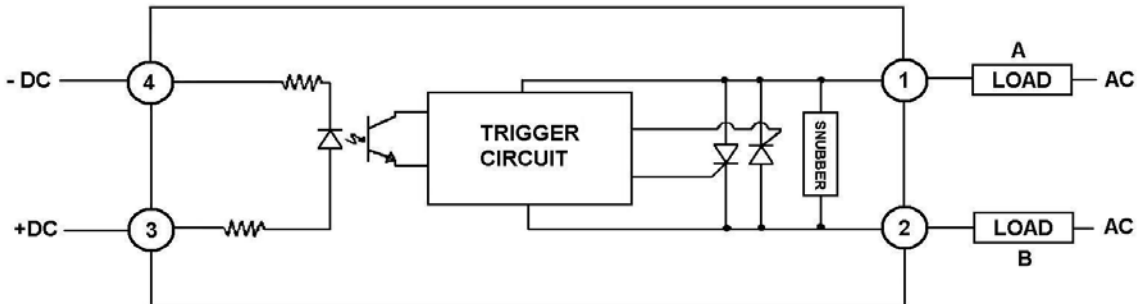 - DC
4
+DC
3
TRIGGER
CIRCUIT
SNUBBER
1
A
LOAD
AC
2
LOAD
AC
B